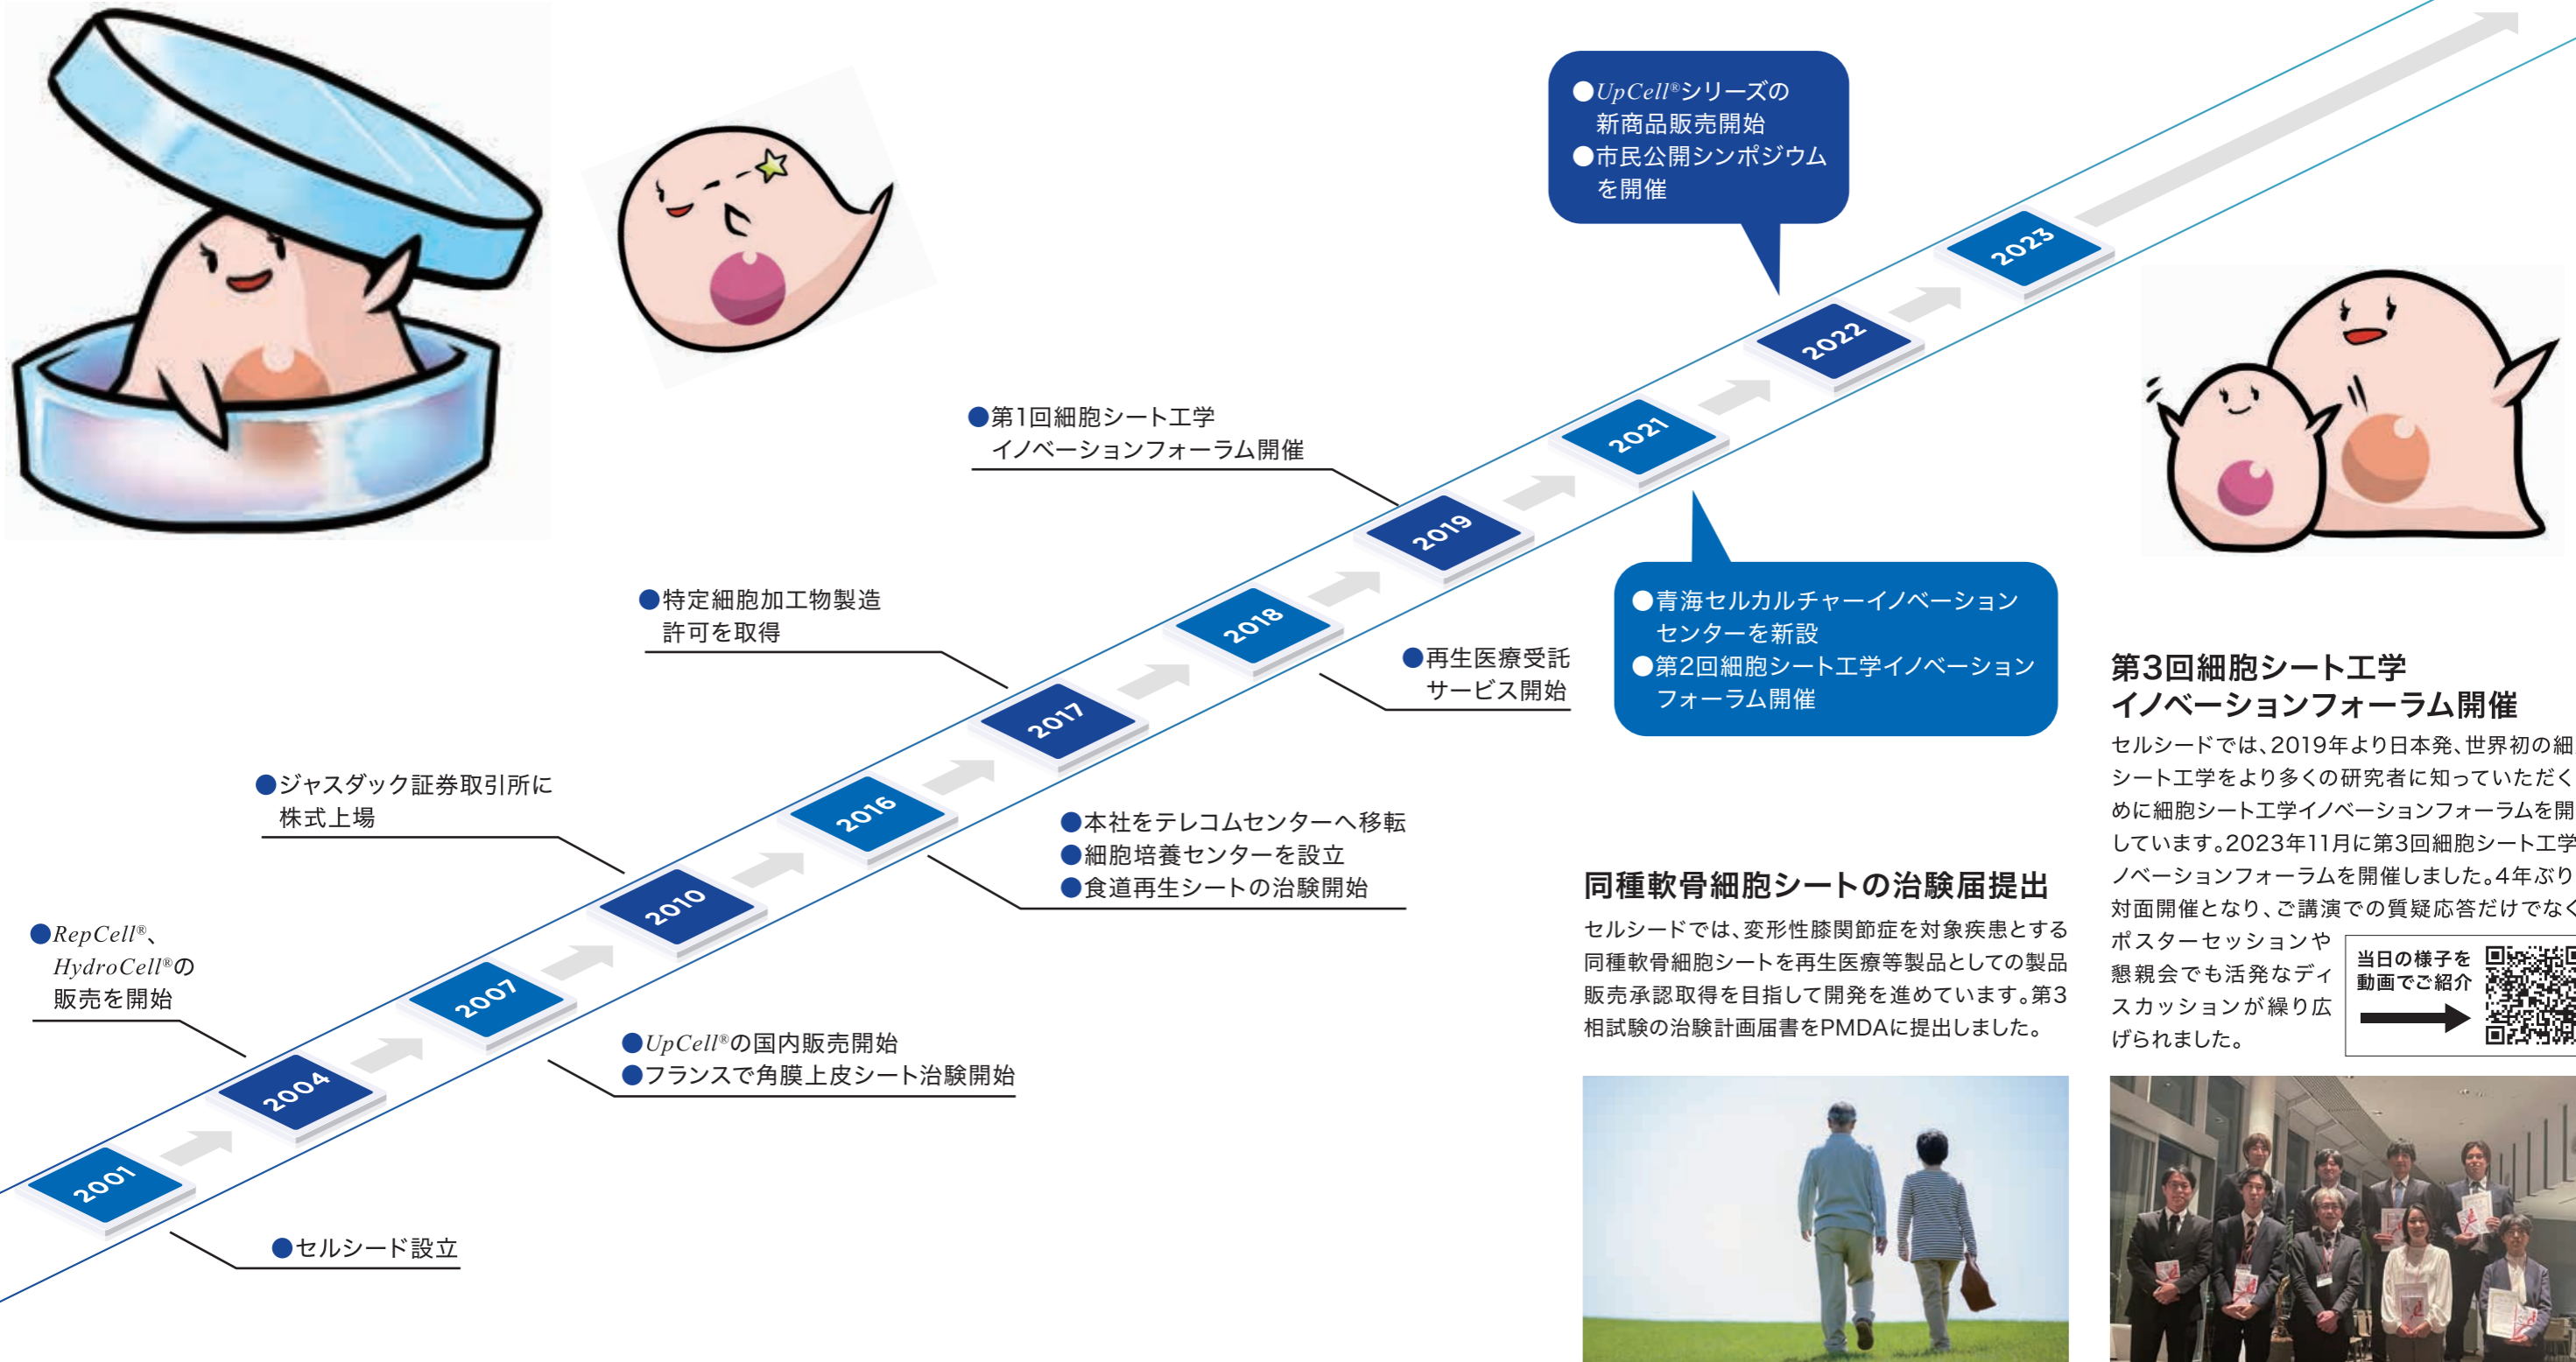 2001
●セルシード設立
2004
●RepCell®、
HydroCell®の
販売を開始
2007
●UpCell®の国内販売開始
●フランスで角膜上皮シート治験開始
2010
●ジャスダック証券取引所に
株式上場
2016
●本社をテレコムセンターへ移転
●細胞培養センターを設立
●食道再生シートの治験開始
2017
●特定細胞加工物製造
許可を取得
2018
●再生医療受託
サービス開始
2019
●第1回細胞シート工学
イノベーションフォーラム開催
2021
●青海セルカルチャーイノベーション
センターを新設
●第2回細胞シート工学イノベーション
フォーラム開催
2022
●UpCell®シリーズの
新商品販売開始
●市民公開シンポジウム
を開催
2023
同種軟骨細胞シートの治験届提出
セルシードでは、変形性膝関節症を対象疾患とする
同種軟骨細胞シートを再生医療等製品としての製品
販売承認取得を目指して開発を進めています。第3
相試験の治験計画届書をPMDAに提出しました。
第3回細胞シート工学
イノベーションフォーラム開催
セルシードでは、2019年より日本発、世界初の細
シート工学をより多くの研究者に知っていただく
めに細胞シート工学イノベーションフォーラムを開
しています。2023年11月に第3回細胞シート工学
ノベーションフォーラムを開催しました。4年ぶり
対面開催となり、ご講演での質疑応答だけでなく
ポスターセッションや
懇親会でも活発なディ
スカッションが繰り広
げられました。
当日の様子を
動画でご紹介